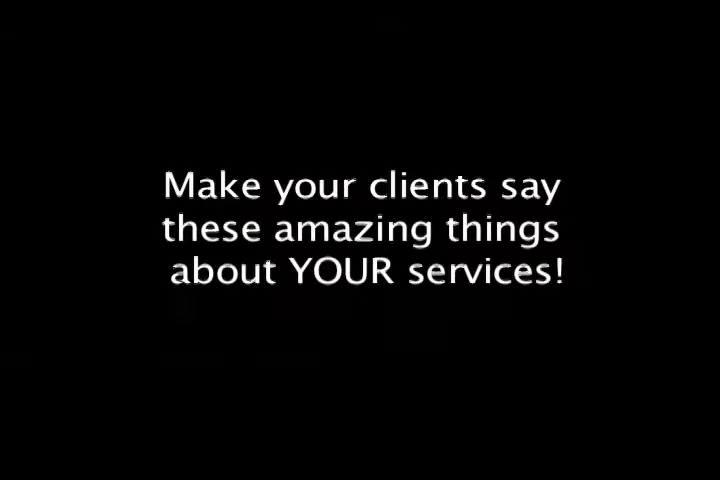 Make your clients say
these amazing things
about YOUR services!